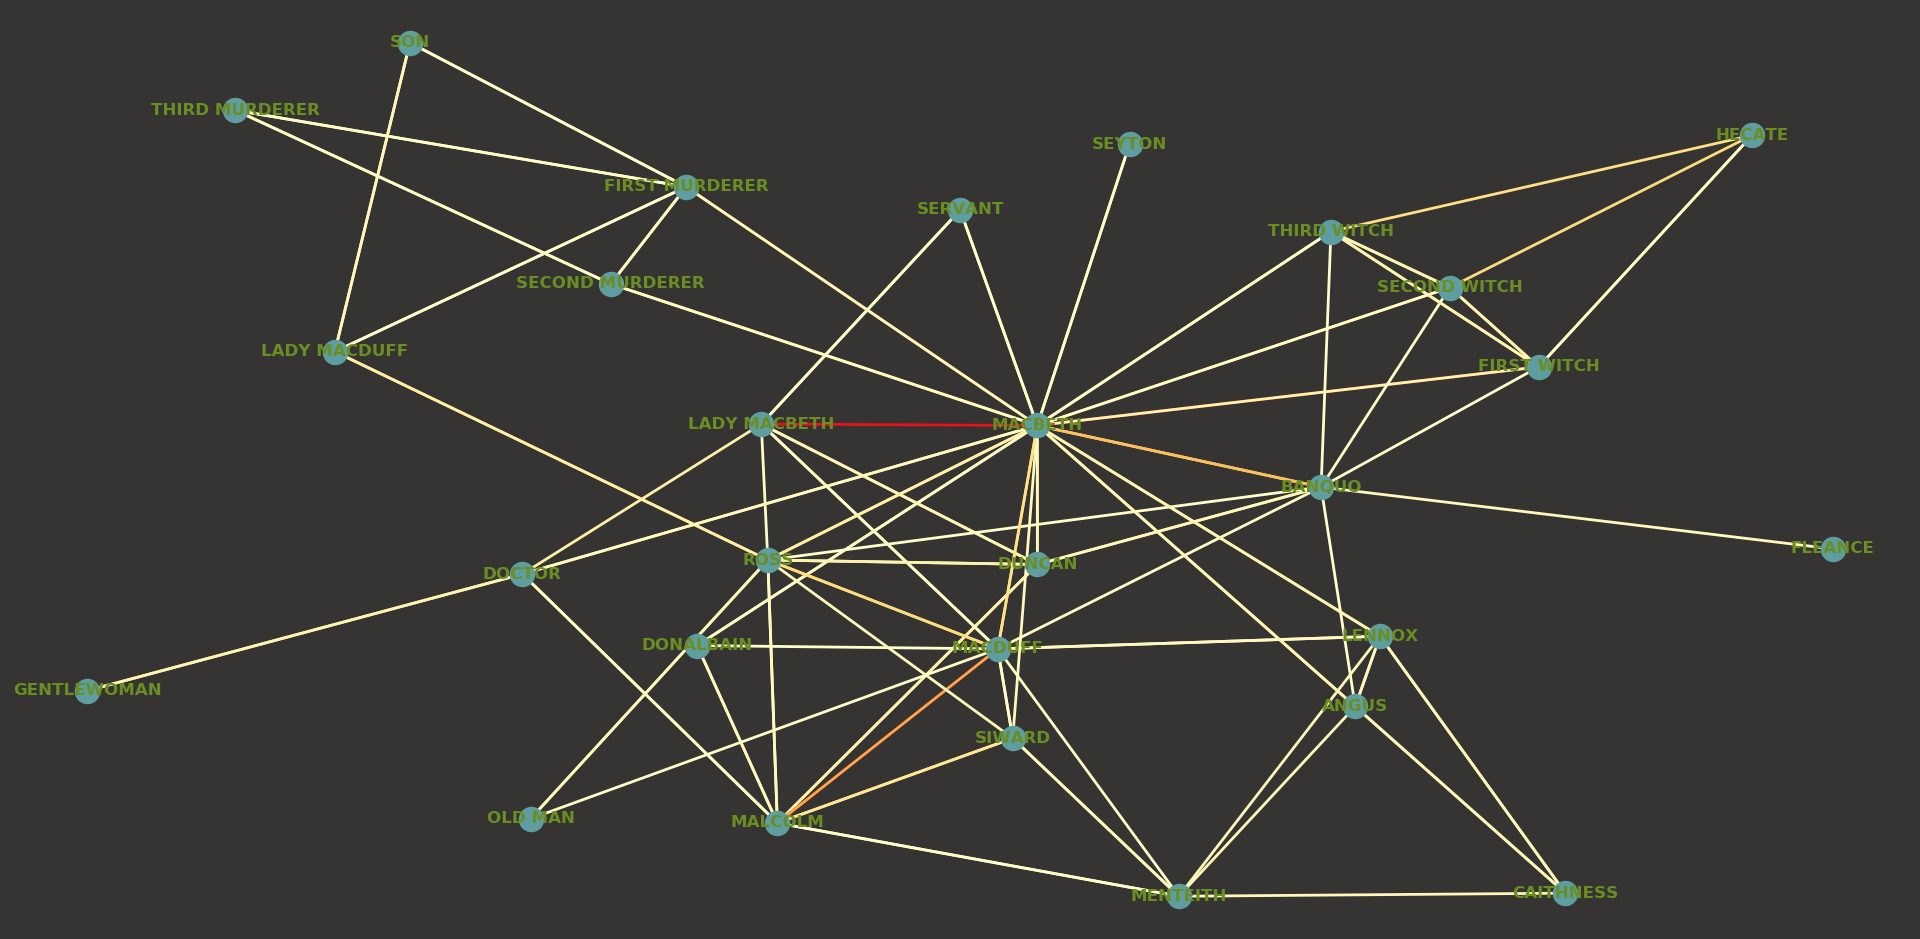 SON
THIRD MURDERER
HECATE
SEYTON
FIRST MURDERER
SERVANT
THIRD WITCH
SECOND MURDERER
SECOND WITCH
LADY MACDUFF
FIRST WITCH
LADY MACBETH
MACBETH
BANQUO
FLEANCE
ROSS
DUNCAN
DOCTOR
LENNOX
DONALBAIN
MACDUFF
GENTLEWOMAN
ANGUS
SIWARD
OLD MAN
MALCOLM
MENTEITH
CAITHNESS